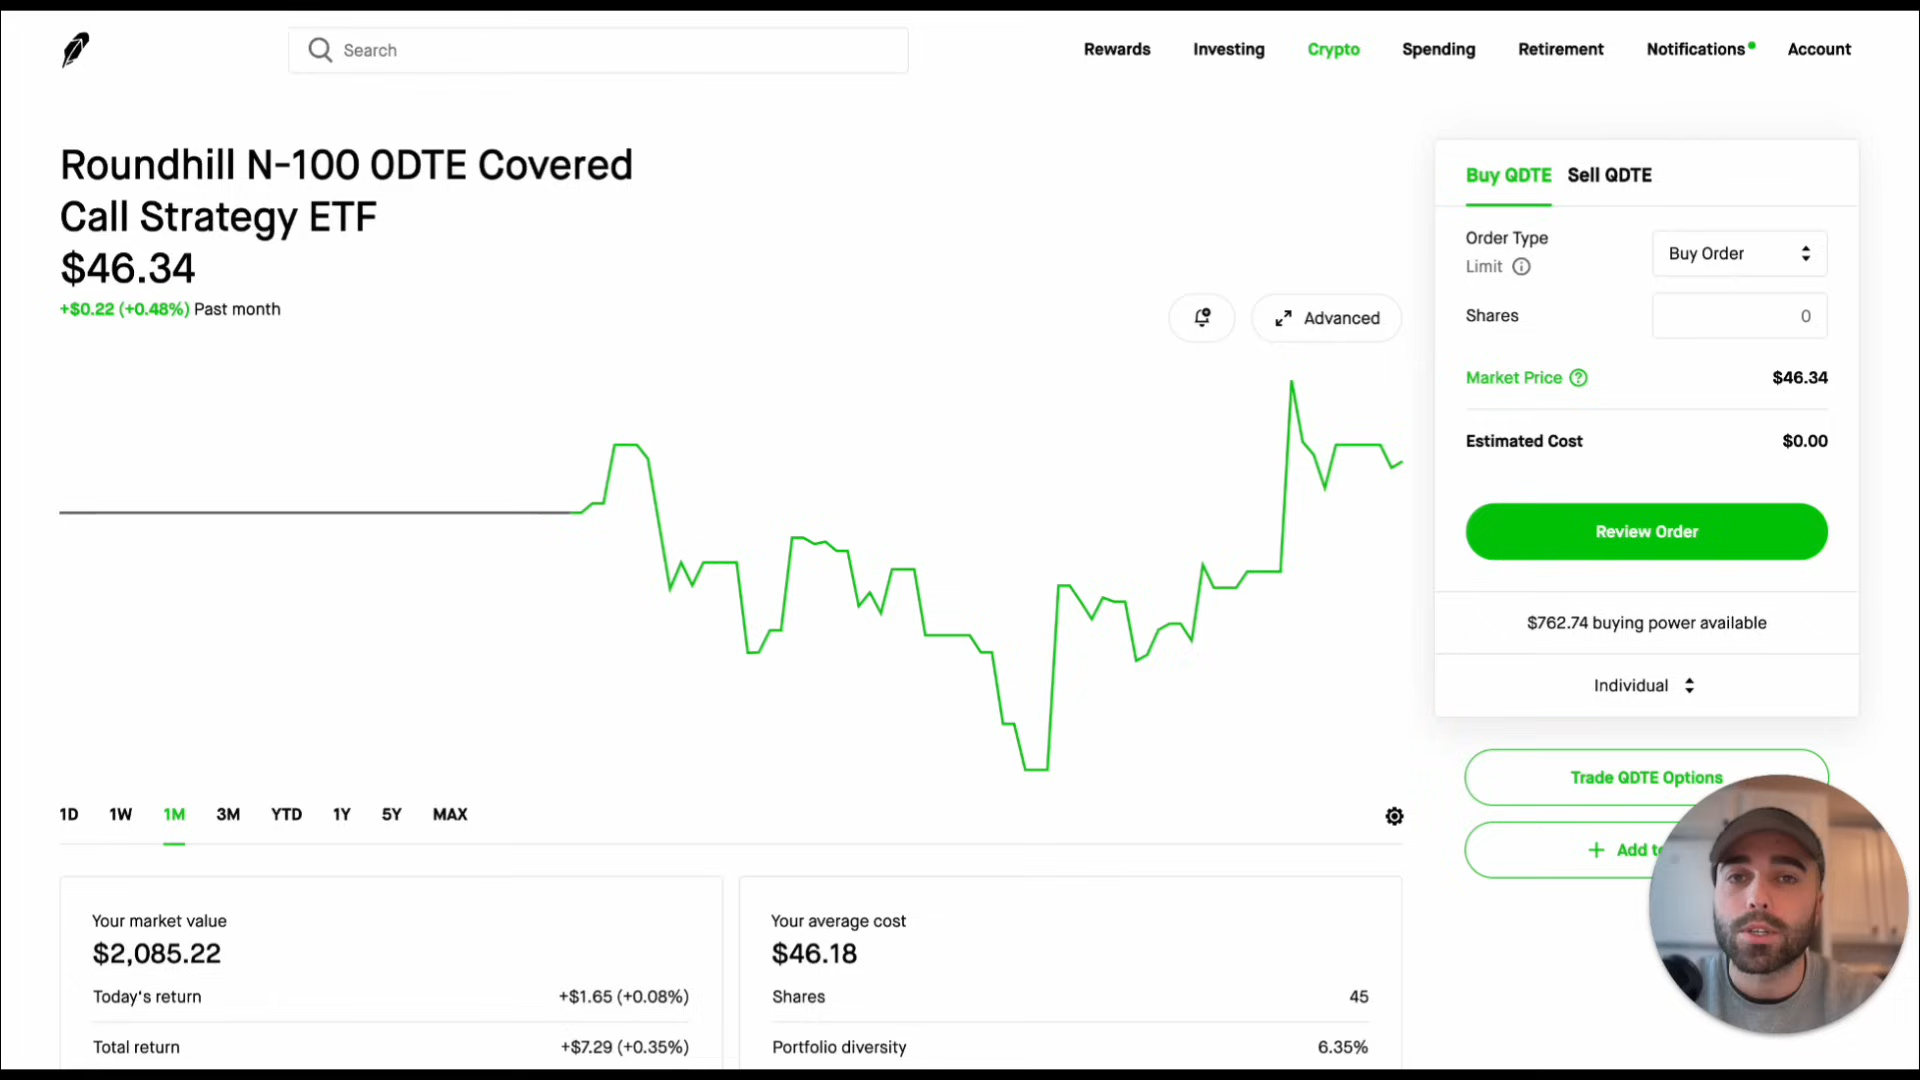 Search
Rewards
Investing
Crypto
Spending
Retirement
Notifications
Account
Roundhill N-100 0DTE Covered
Call Strategy ETF
$46.34
+$0.22 (+0.48%) Past month
Advanced
Buy QDTE
Sell QDTE
Order Type
Limit
Buy Order
Shares
0
Market Price
$46.34
Estimated Cost
$0.00
Review Order
$762.74 buying power available
Individual
Trade QDTE Options
+ Add
1D
1W
1M
3M
YTD
1Y
5Y
MAX
Your market value
$2,085.22
Today's return
+$1.65 (+0.08%)
Total return
+$7.29 (+0.35%)
Your average cost
$46.18
Shares
45
Portfolio diversity
6.35%